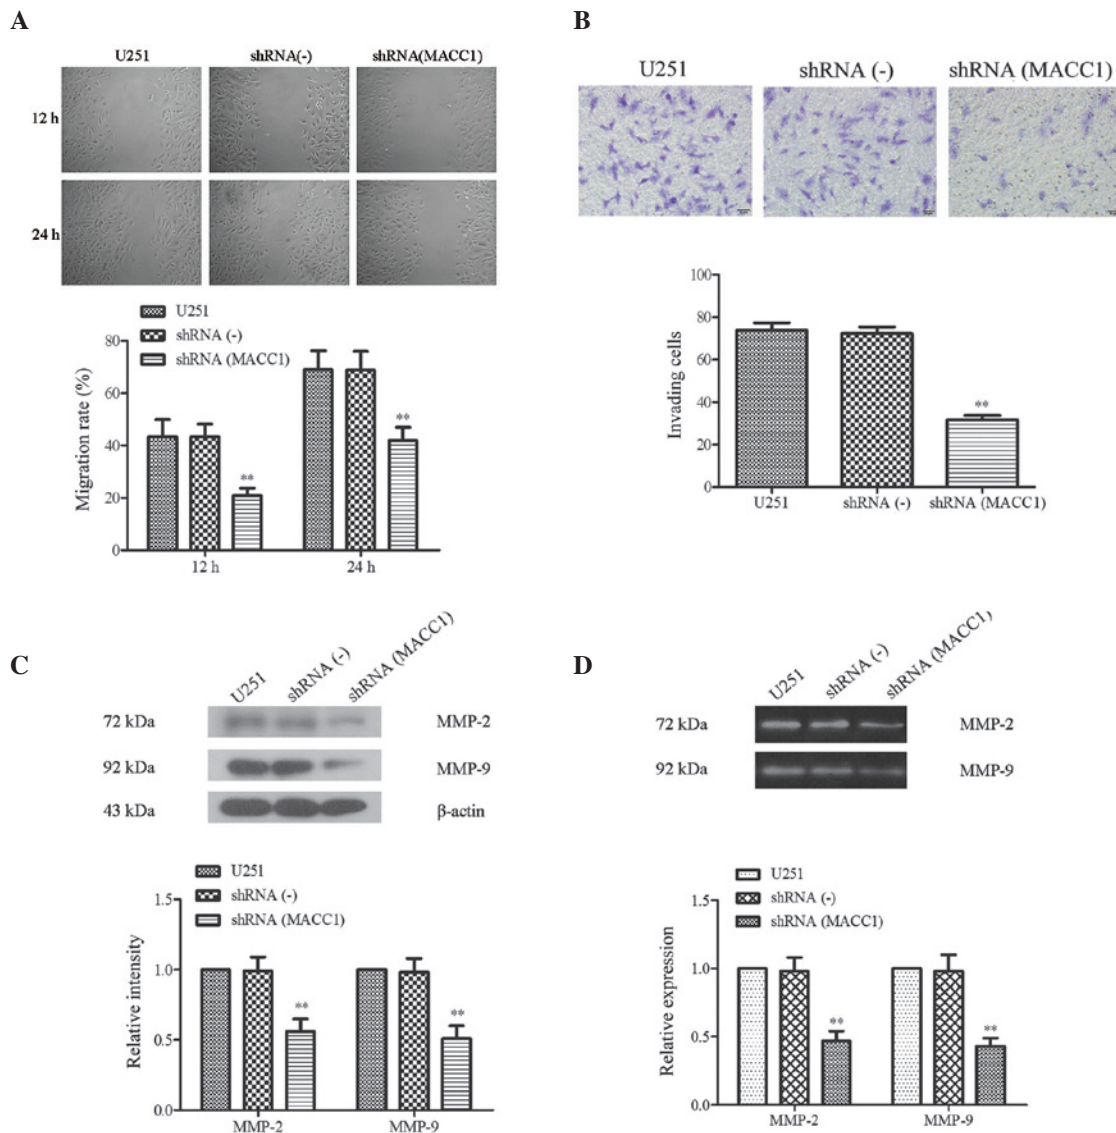 A
U251 shRNA(-) shRNA(MACC1)
12 h
24 h
U251
shRNA (-)
shRNA (MACC1)
Migration rate (%)
80
60
40
20
0
12 h 24 h
B
U251 shRNA (-) shRNA (MACC1)
Invading cells
100
80
60
40
20
0
**
U251 shRNA (-) shRNA (MACC1)
**
**
C
U251 shRNA (-) shRNA (MACC1)
72 kDa MMP-2
92 kDa MMP-9
43 kDa β-actin
U251
shRNA (-)
shRNA (MACC1)
Relative intensity
1.5
1.0
0.5
0.0
**
**
MMP-2 MMP-9
D
U251 shRNA (-) shRNA (MACC1)
72 kDa MMP-2
92 kDa MMP-9
U251
shRNA (-)
shRNA (MACC1)
Relative expression
1.5
1.0
0.5
0.0
**
**
MMP-2 MMP-9